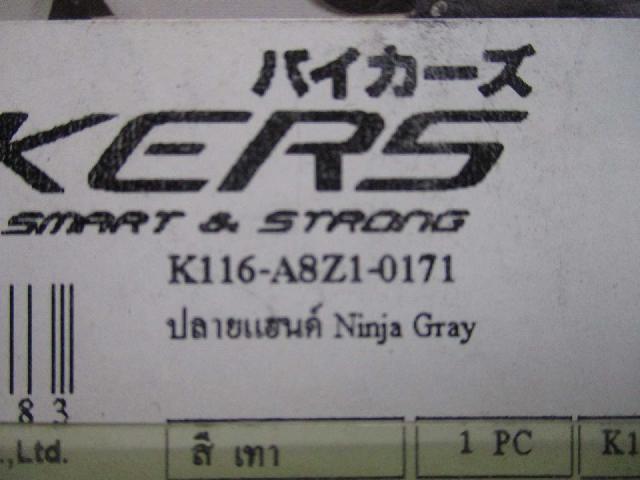 バイカーズ
KERS
SMART & STRONG
K116-A8Z1-0171
ปลายแฮนด์ Ninja Gray
8 3
.,Ltd.
สี เทา
1 PC
K1